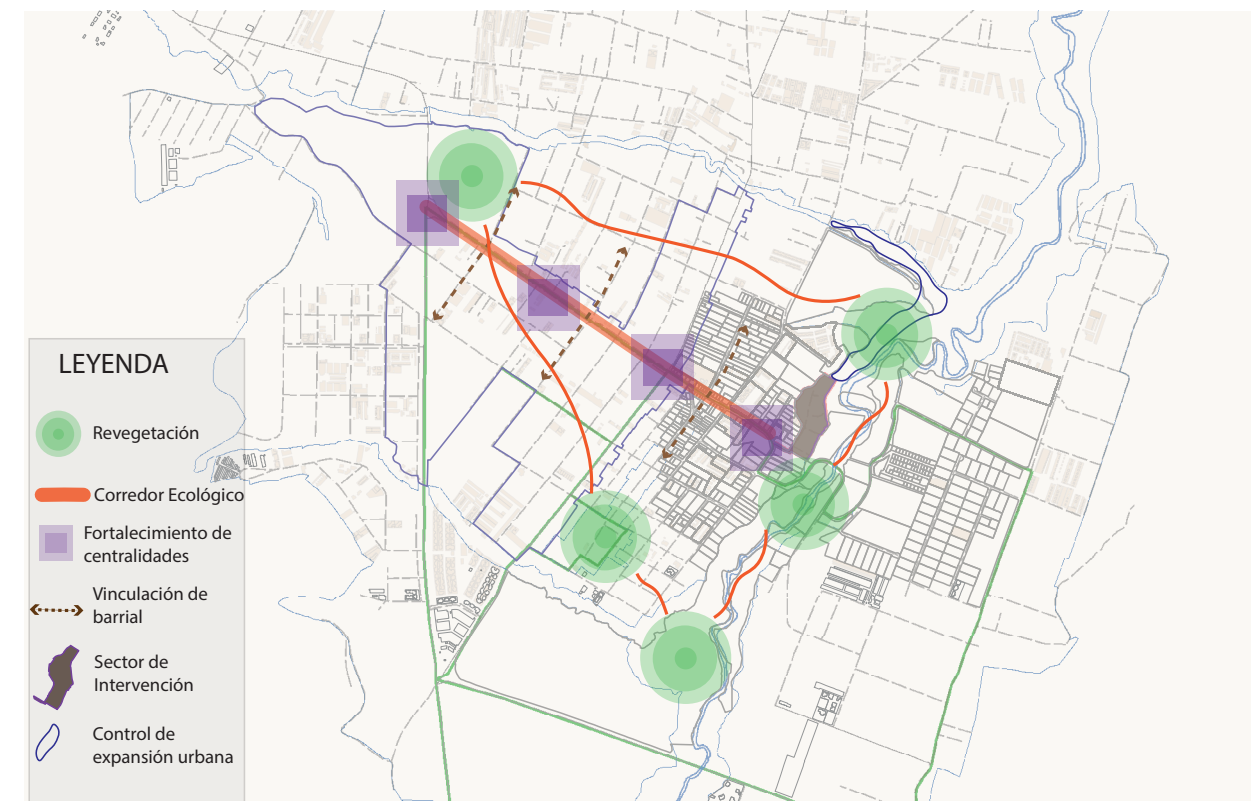 LEYENDA
Revegetación
Corredor Ecológico
Fortalecimiento de
centralidades
Vinculación de
barrial
Sector de
Intervención
Control de
expansión urbana